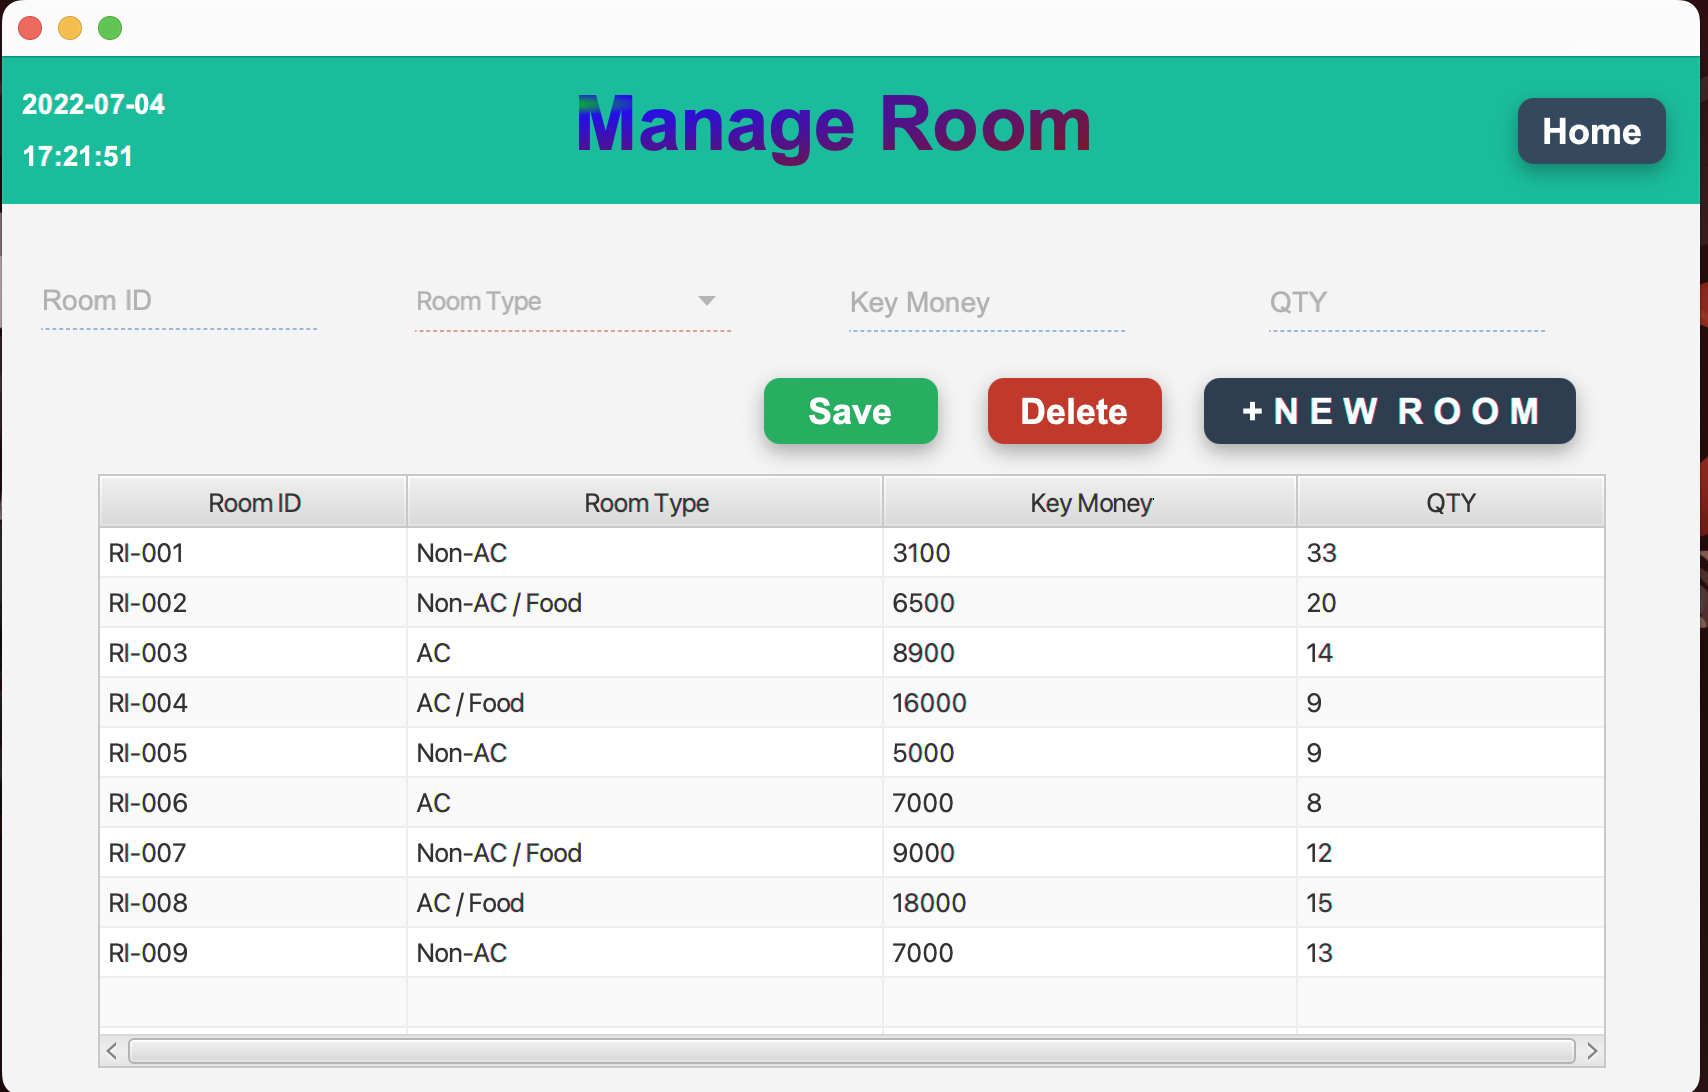 2022-07-04
17:21:51
Manage Room
Home
Room ID Room Type Key Money QTY
Save Delete +NEW ROOM
Room ID Room Type Key Money QTY
RI-001 Non-AC 3100 33
RI-002 Non-AC / Food 6500 20
RI-003 AC 8900 14
RI-004 AC / Food 16000 9
RI-005 Non-AC 5000 9
RI-006 AC 7000 8
RI-007 Non-AC / Food 9000 12
RI-008 AC / Food 18000 15
RI-009 Non-AC 7000 13